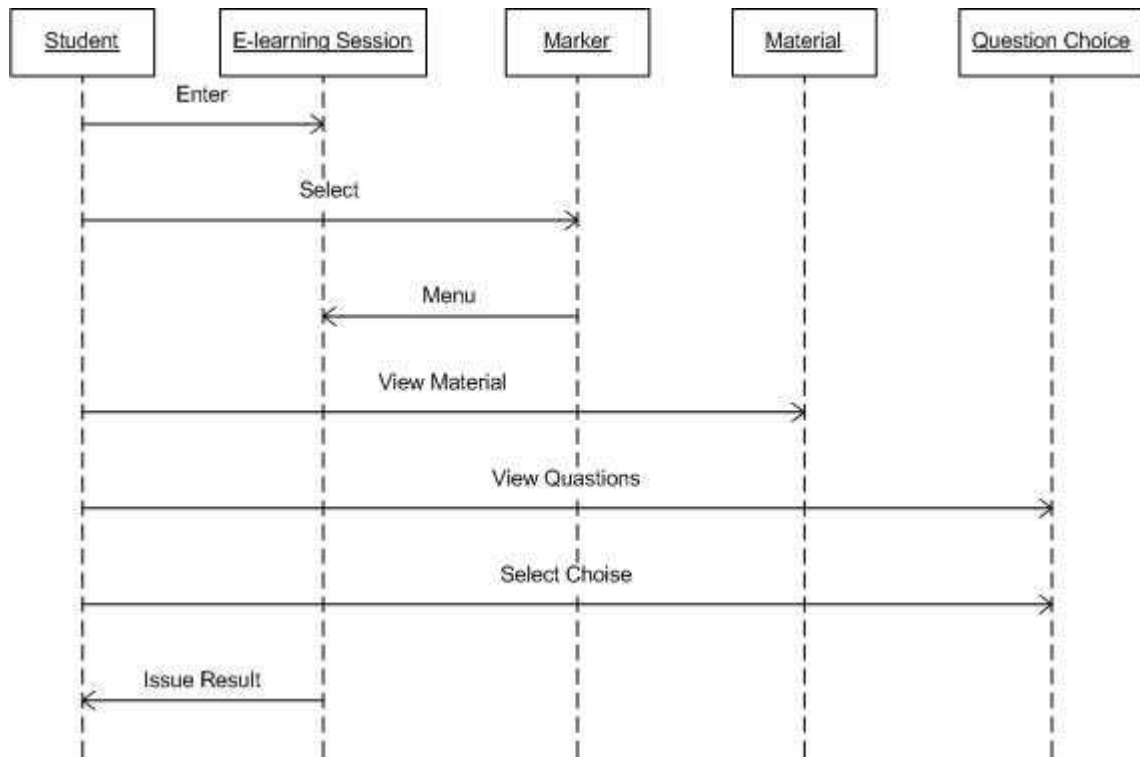 Student
E-learning Session
Marker
Material
Question Choice
Enter
Select
Menu
View Material
View Quastions
Select Choise
Issue Result